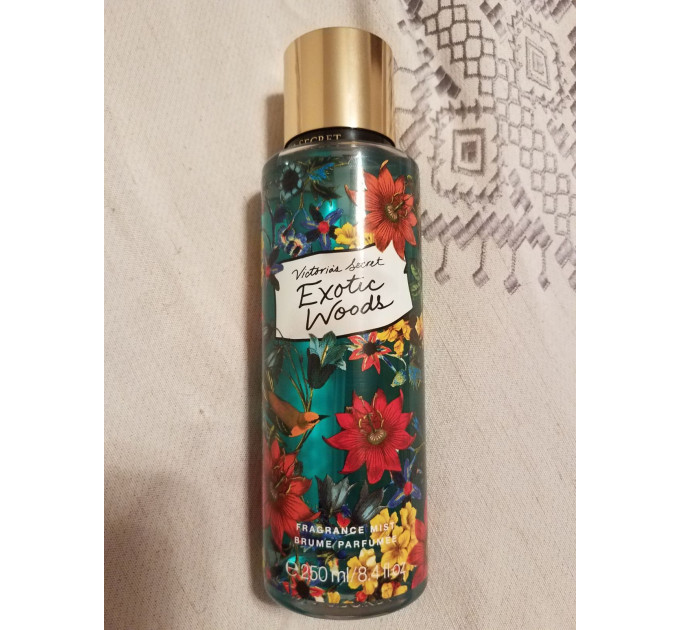 SECRET
Victoria's Secret
Exotic
Woods
FRAGRANCE MIST
BRUME PARFUMÉE
℮ 250 ml/8.4 fl oz